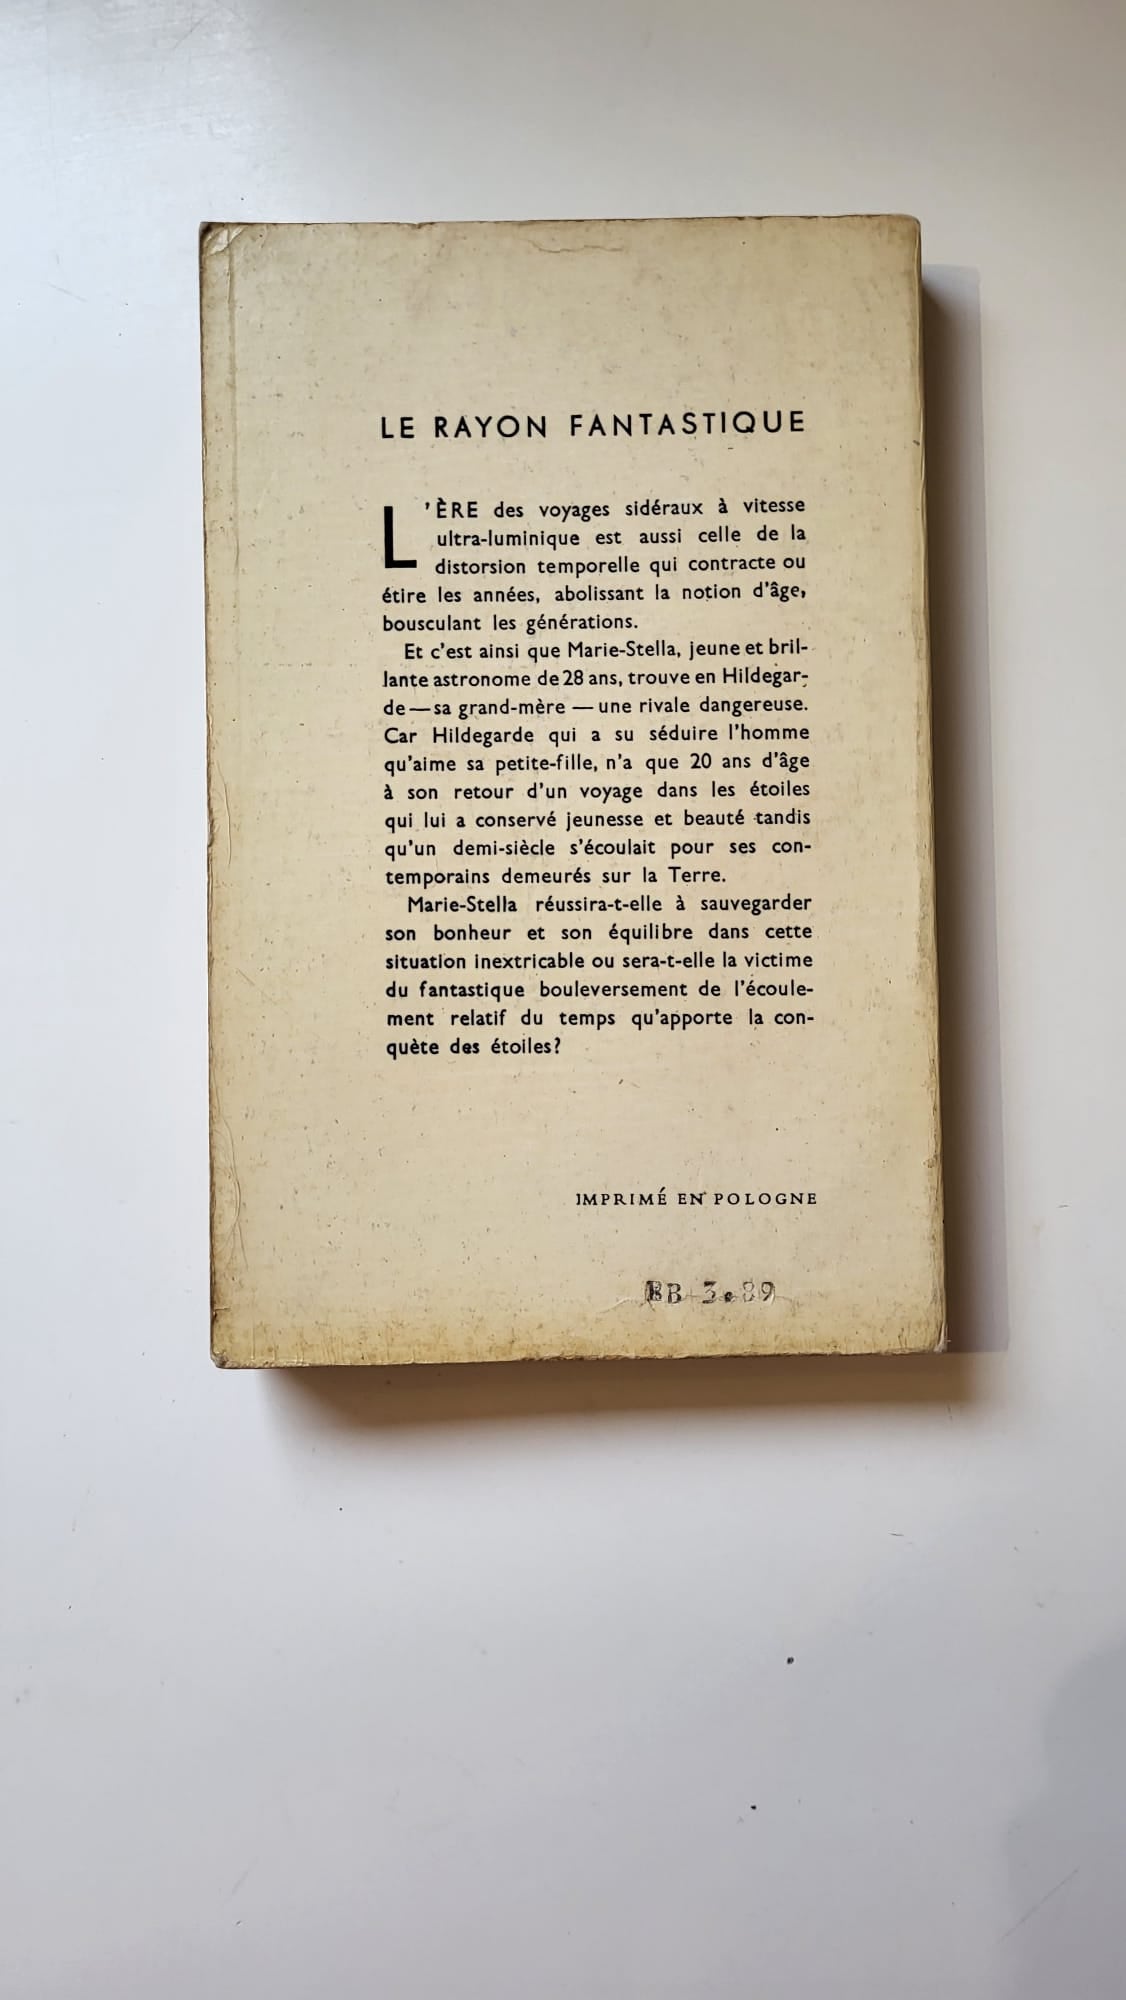 LE RAYON FANTASTIQUE
L'ÈRE des voyages sidéraux à vitesse
ultra-luminique est aussi celle de la
distorsion temporelle qui contracte ou
étire les années, abolissant la notion d'âge,
bousculant les générations.
Et c'est ainsi que Marie-Stella, jeune et bril-
lante astronome de 28 ans, trouve en Hildegar-
de — sa grand-mère — une rivale dangereuse.
Car Hildegarde qui a su séduire l'homme
qu'aime sa petite-fille, n'a que 20 ans d'âge
à son retour d'un voyage dans les étoiles
qui lui a conservé jeunesse et beauté tandis
qu'un demi-siècle s'écoulait pour ses con-
temporains demeurés sur la Terre.
Marie-Stella réussira-t-elle à sauvegarder
son bonheur et son équilibre dans cette
situation inextricable ou sera-t-elle la victime
du fantastique bouleversement de l'écoule-
ment relatif du temps qu'apporte la con-
quète des étoiles?
IMPRIMÉ EN POLOGNE
BB 3.89